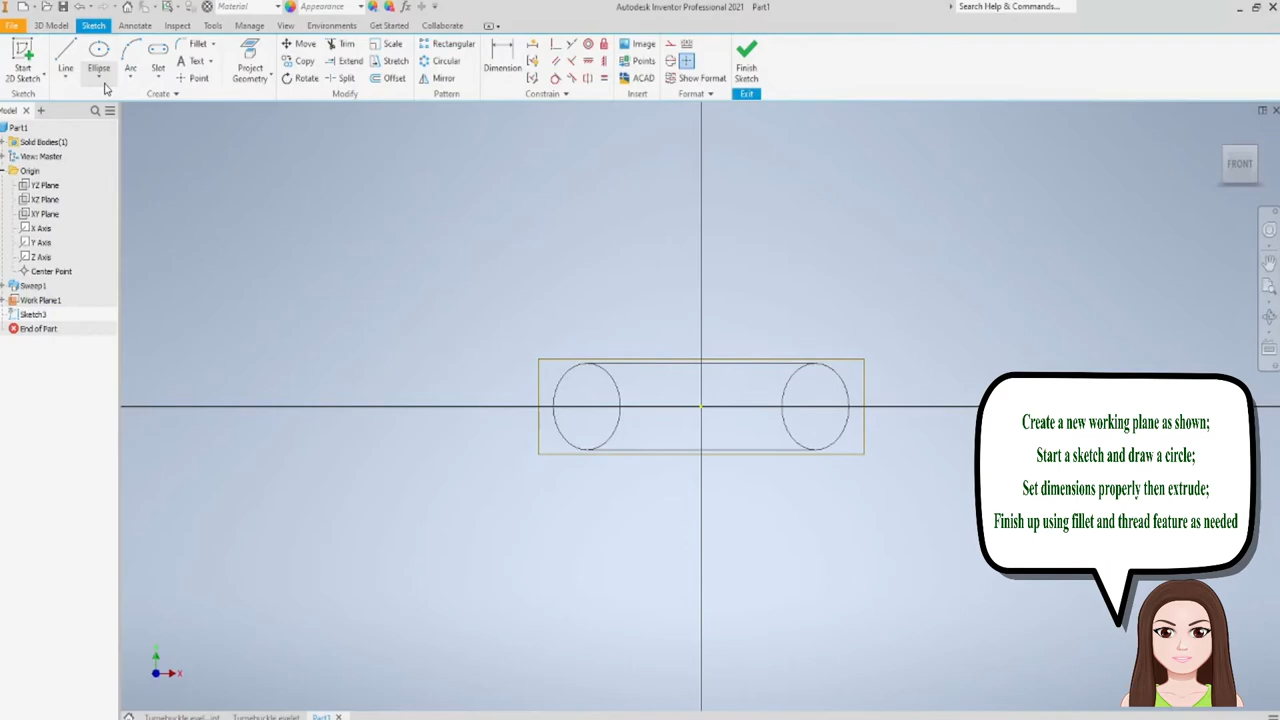 Material
Appearance
Autodesk Inventor Professional 2021 Part1
Search Help & Commands...
File 3D Model Sketch Annotate Inspect Tools Manage View Environments Get Started Collaborate
Start
2D Sketch
Line
Ellipse
Arc
Slot
Fillet
Text
Point
Project
Geometry
Move Trim Scale
Copy Extend Stretch
Rotate Split Offset
Rectangular
Circular
Mirror
Dimension
Image
Points
ACAD
Show Format
Finish
Sketch
Sketch
Create
Modify
Pattern
Constrain
Insert
Format
Exit
Model
Part1
Solid Bodies(1)
View: Master
Origin
YZ Plane
XZ Plane
XY Plane
X Axis
Y Axis
Z Axis
Center Point
Sweep1
Work Plane1
Sketch3
End of Part
FRONT
Create a new working plane as shown;
Start a sketch and draw a circle;
Set dimensions properly then extrude;
Finish up using fillet and thread feature as needed
X
Part1